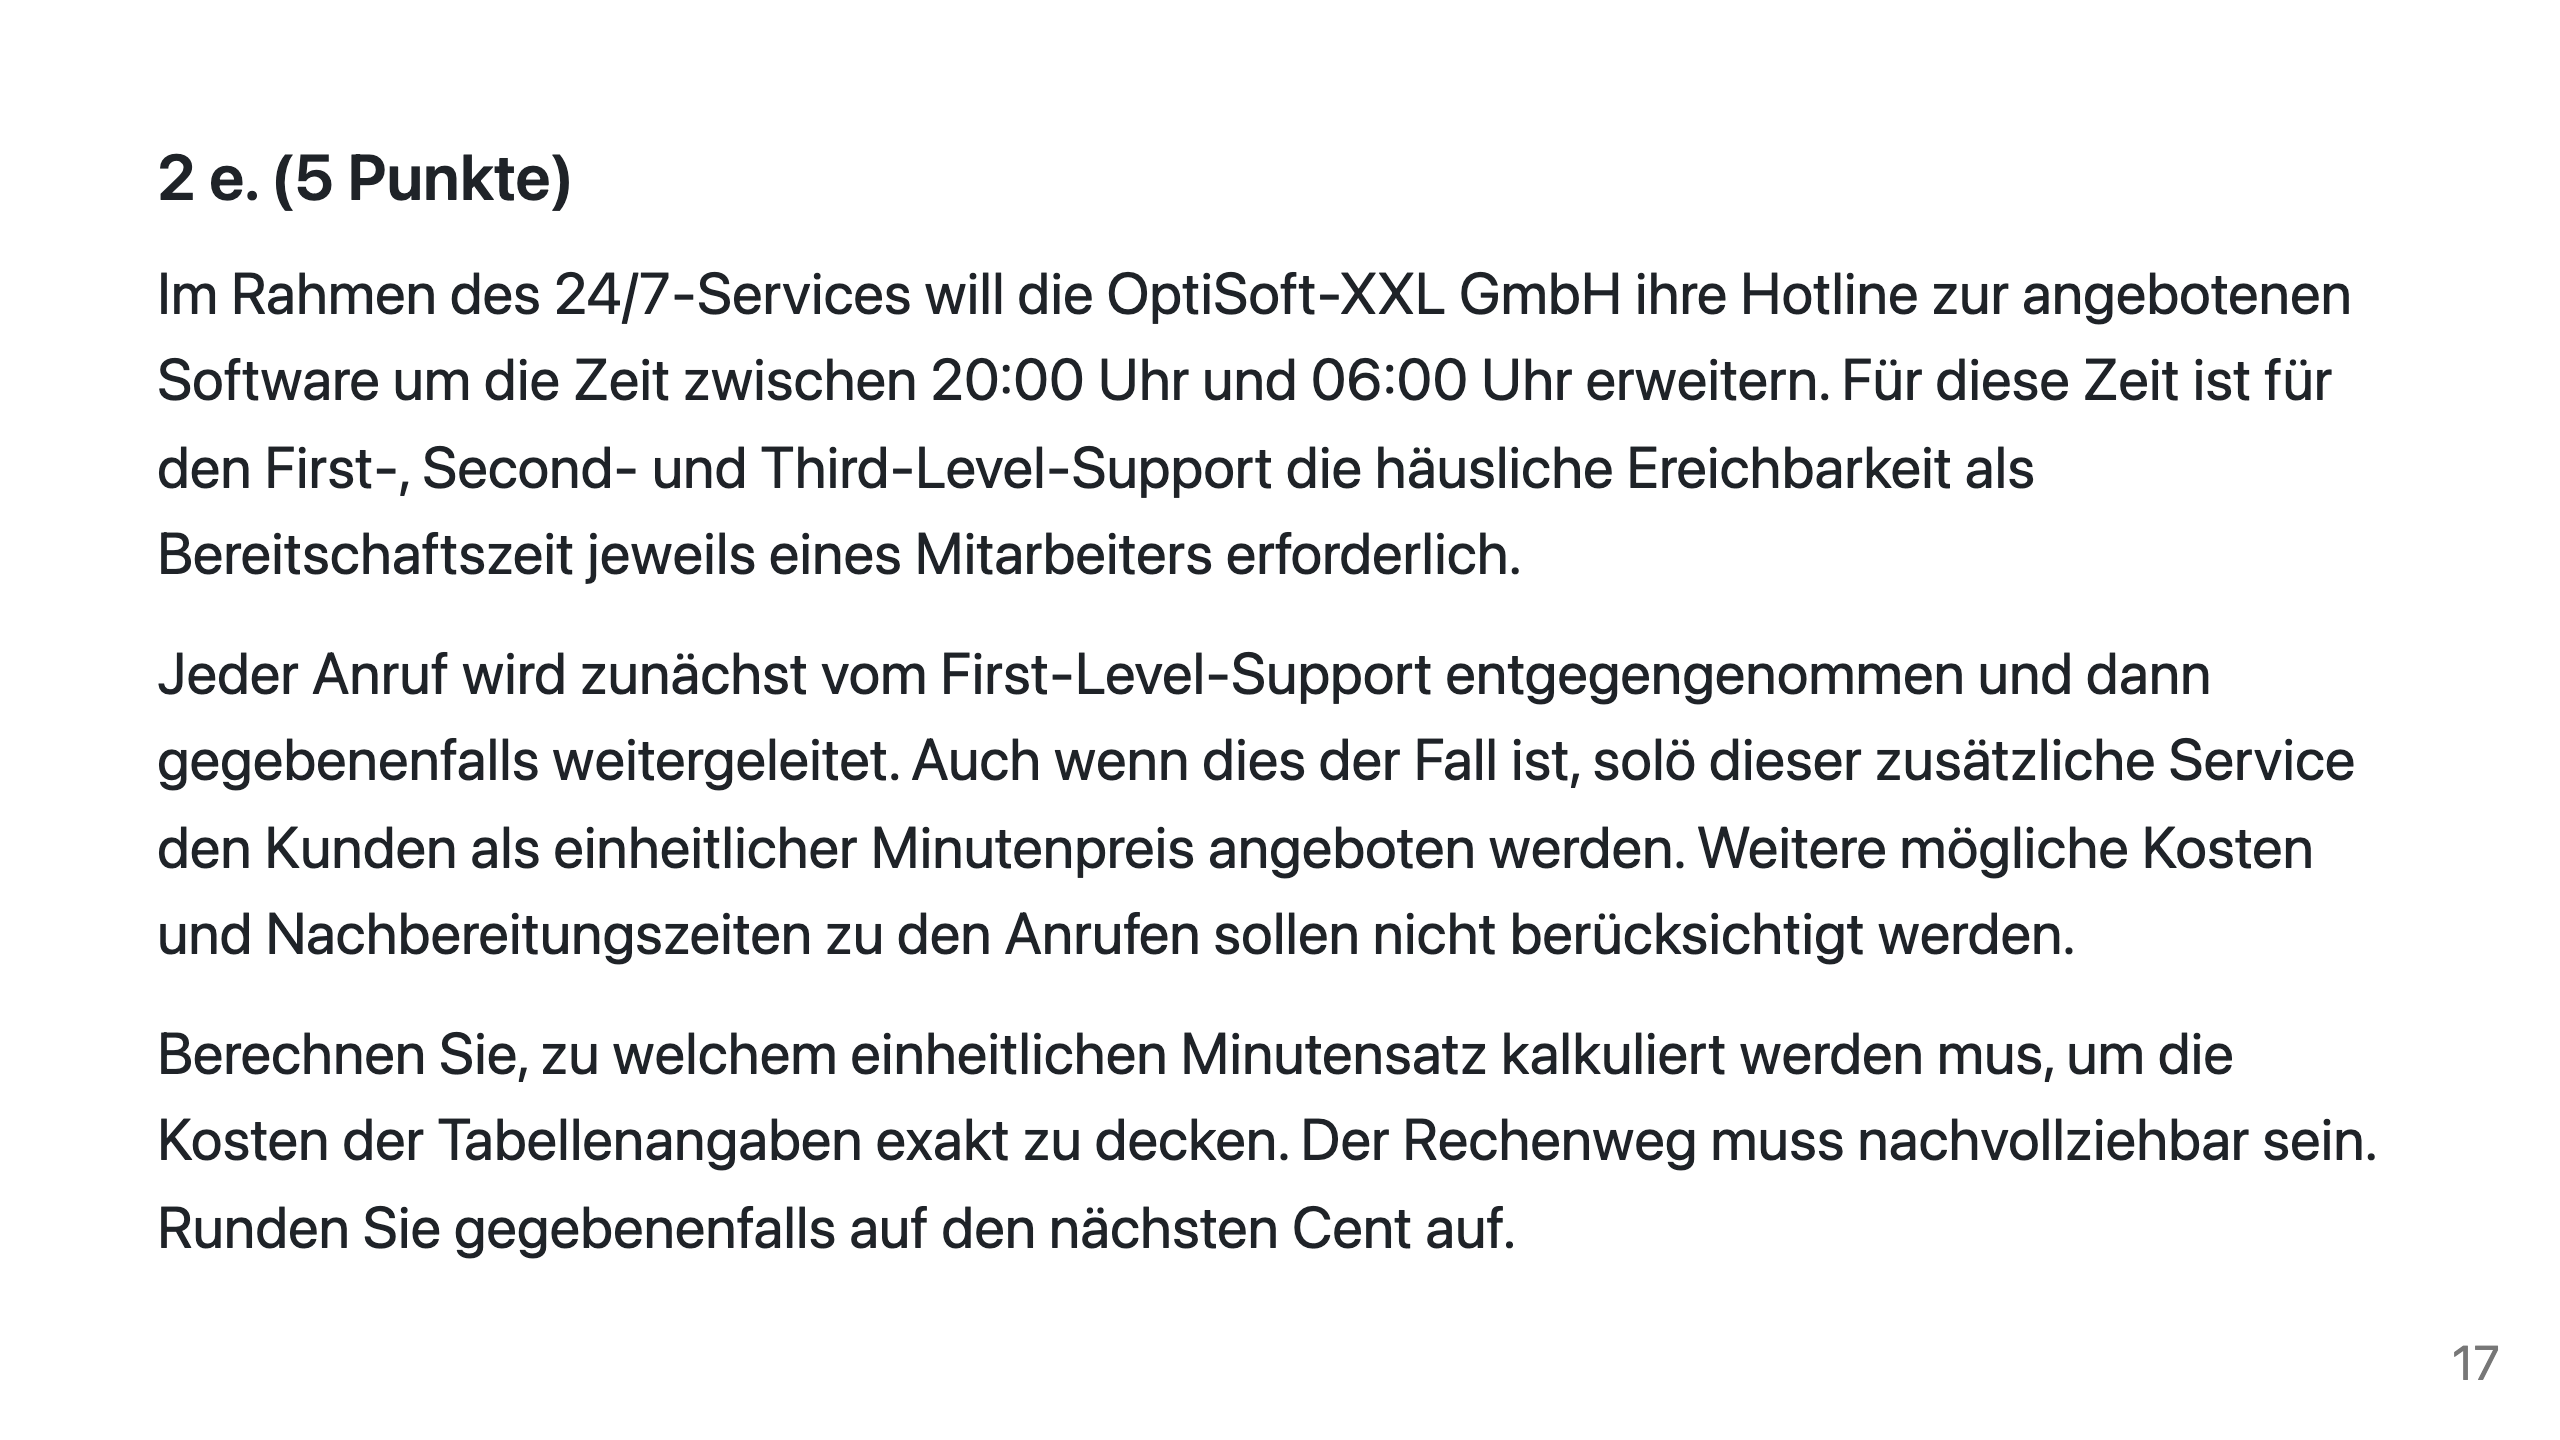 2 e. (5 Punkte)
Im Rahmen des 24/7-Services will die OptiSoft-XXL GmbH ihre Hotline zur angebotenen
Software um die Zeit zwischen 20:00 Uhr und 06:00 Uhr erweitern. Für diese Zeit ist für
den First-, Second- und Third-Level-Support die häusliche Ereichbarkeit als
Bereitschaftszeit jeweils eines Mitarbeiters erforderlich.
Jeder Anruf wird zunächst vom First-Level-Support entgegengenommen und dann
gegebenenfalls weitergeleitet. Auch wenn dies der Fall ist, solö dieser zusätzliche Service
den Kunden als einheitlicher Minutenpreis angeboten werden. Weitere mögliche Kosten
und Nachbereitungszeiten zu den Anrufen sollen nicht berücksichtigt werden.
Berechnen Sie, zu welchem einheitlichen Minutensatz kalkuliert werden mus, um die
Kosten der Tabellenangaben exakt zu decken. Der Rechenweg muss nachvollziehbar sein.
Runden Sie gegebenenfalls auf den nächsten Cent auf.
17